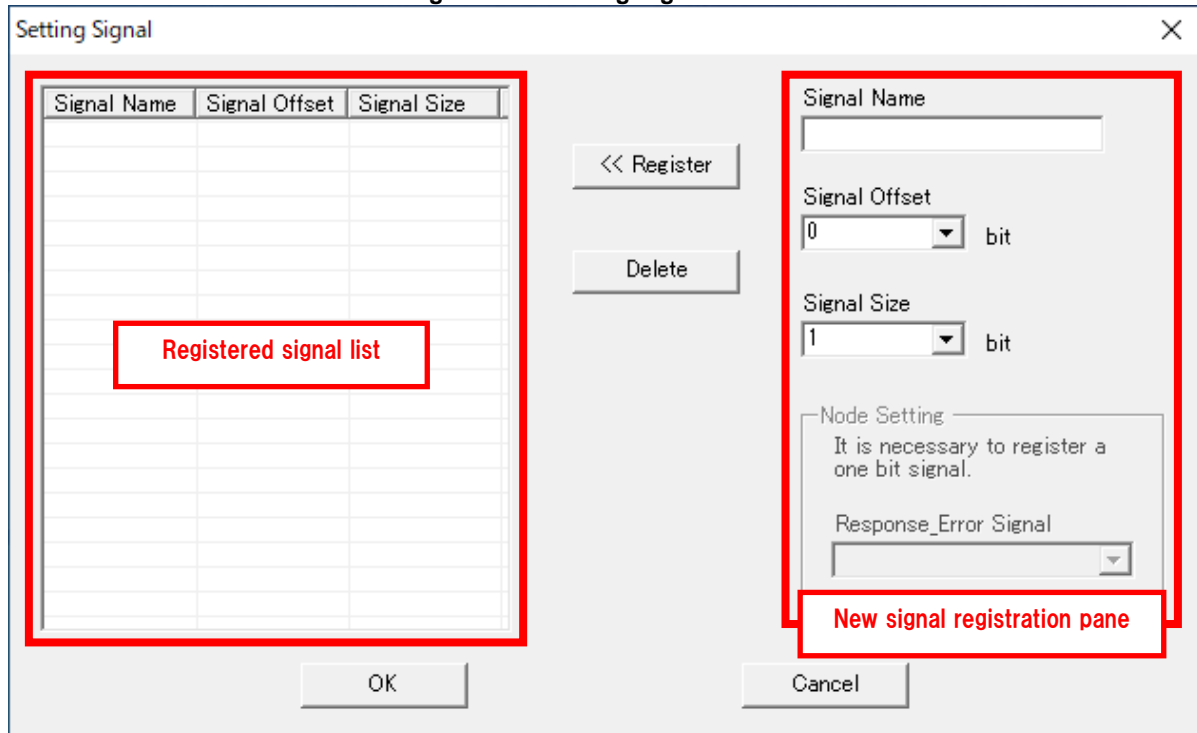 Setting Signal
Signal Name Signal Offset Signal Size
Registered signal list
<< Register
Delete
Signal Name
Signal Offset
0 bit
Signal Size
1 bit
Node Setting
It is necessary to register a
one bit signal.
Response_Error Signal
New signal registration pane
OK
Cancel